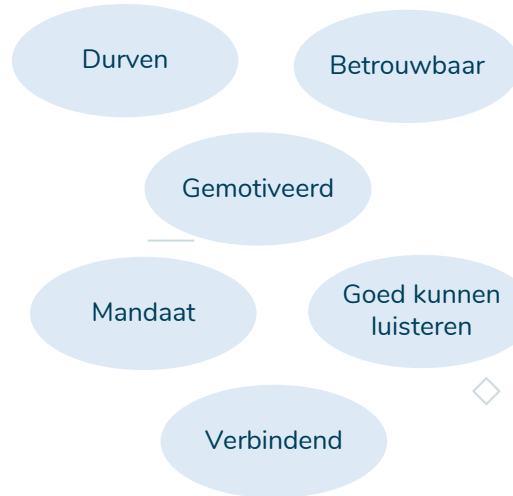 Durven
Betrouwbaar
Gemotiveerd
Mandaat
Goed kunnen
luisteren
Verbindend